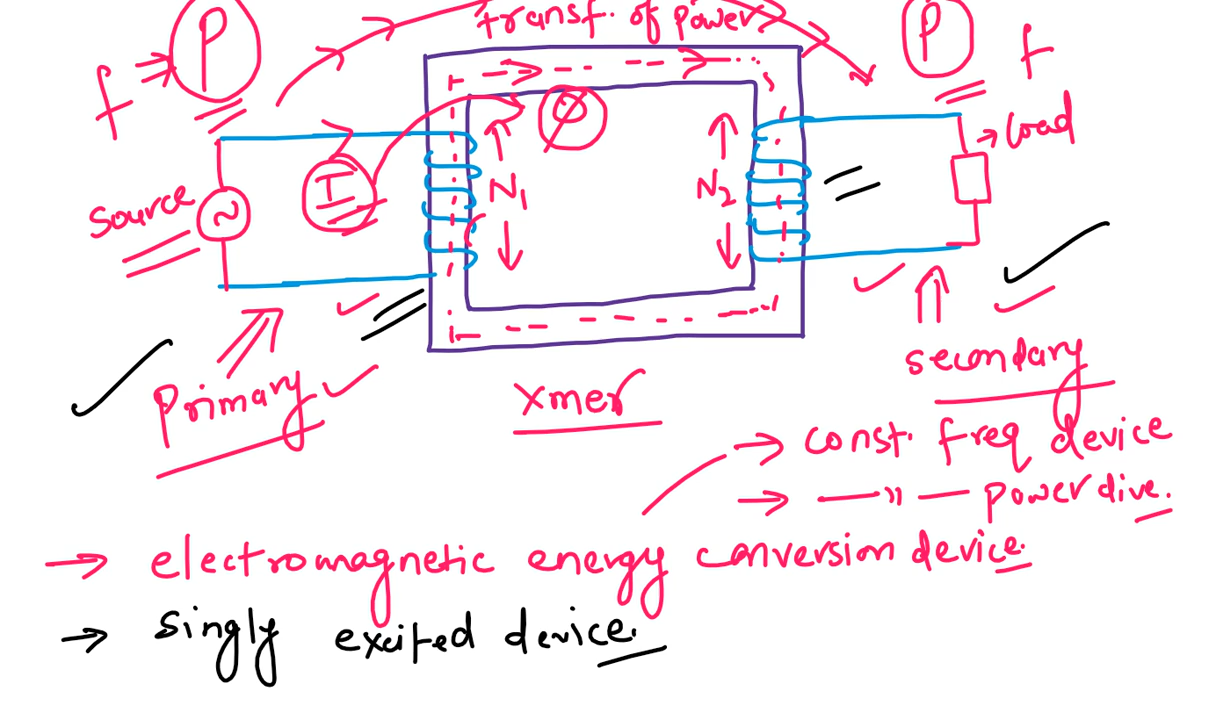 transf. of power
P
P
f
f
Load
I
Ø
N₁
N₂
Source
Primary
xmer
secondary
const. freq device
— " — power dive.
electromagnetic energy conversion device.
singly excited device.